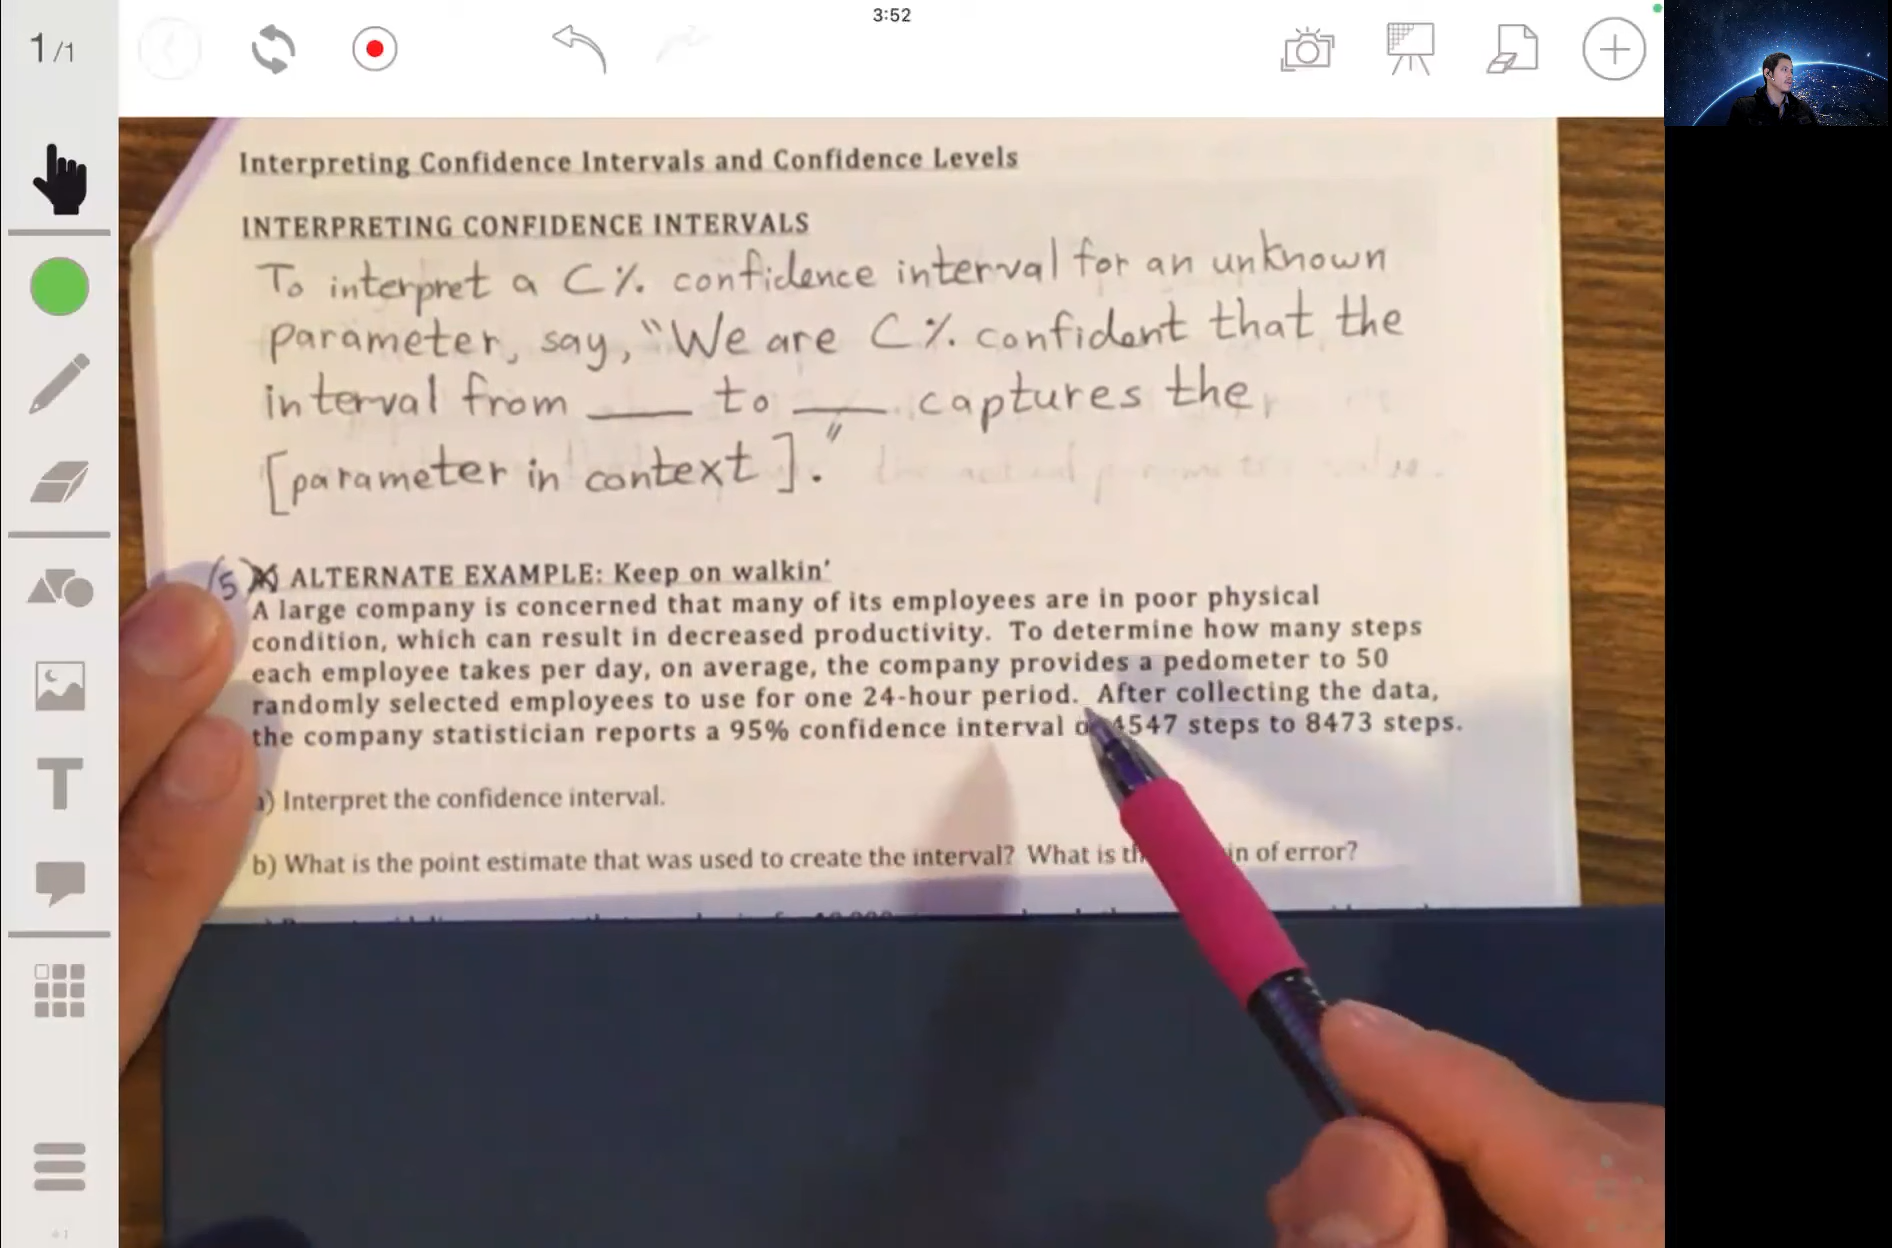 3:52
1/1
Interpreting Confidence Intervals and Confidence Levels
INTERPRETING CONFIDENCE INTERVALS
To interpret a C% confidence interval for an unknown
parameter, say, "We are C% confident that the
interval from ____ to ____ captures the
[parameter in context]."
5) ALTERNATE EXAMPLE: Keep on walkin'
A large company is concerned that many of its employees are in poor physical
condition, which can result in decreased productivity. To determine how many steps
each employee takes per day, on average, the company provides a pedometer to 50
randomly selected employees to use for one 24-hour period. After collecting the data,
the company statistician reports a 95% confidence interval 4547 steps to 8473 steps.
) Interpret the confidence interval.
b) What is the point estimate that was used to create the interval? What is of error?
T